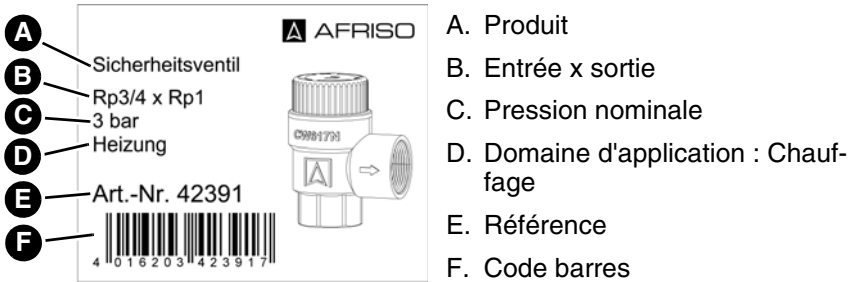 A
B
C
D
E
F
AFRISO
Sicherheitsventil
Rp3/4 x Rp1
3 bar
Heizung
CW617N
Art.-Nr. 42391
4 016203 423917
A. Produit
B. Entrée x sortie
C. Pression nominale
D. Domaine d'application : Chauf-
fage
E. Référence
F. Code barres